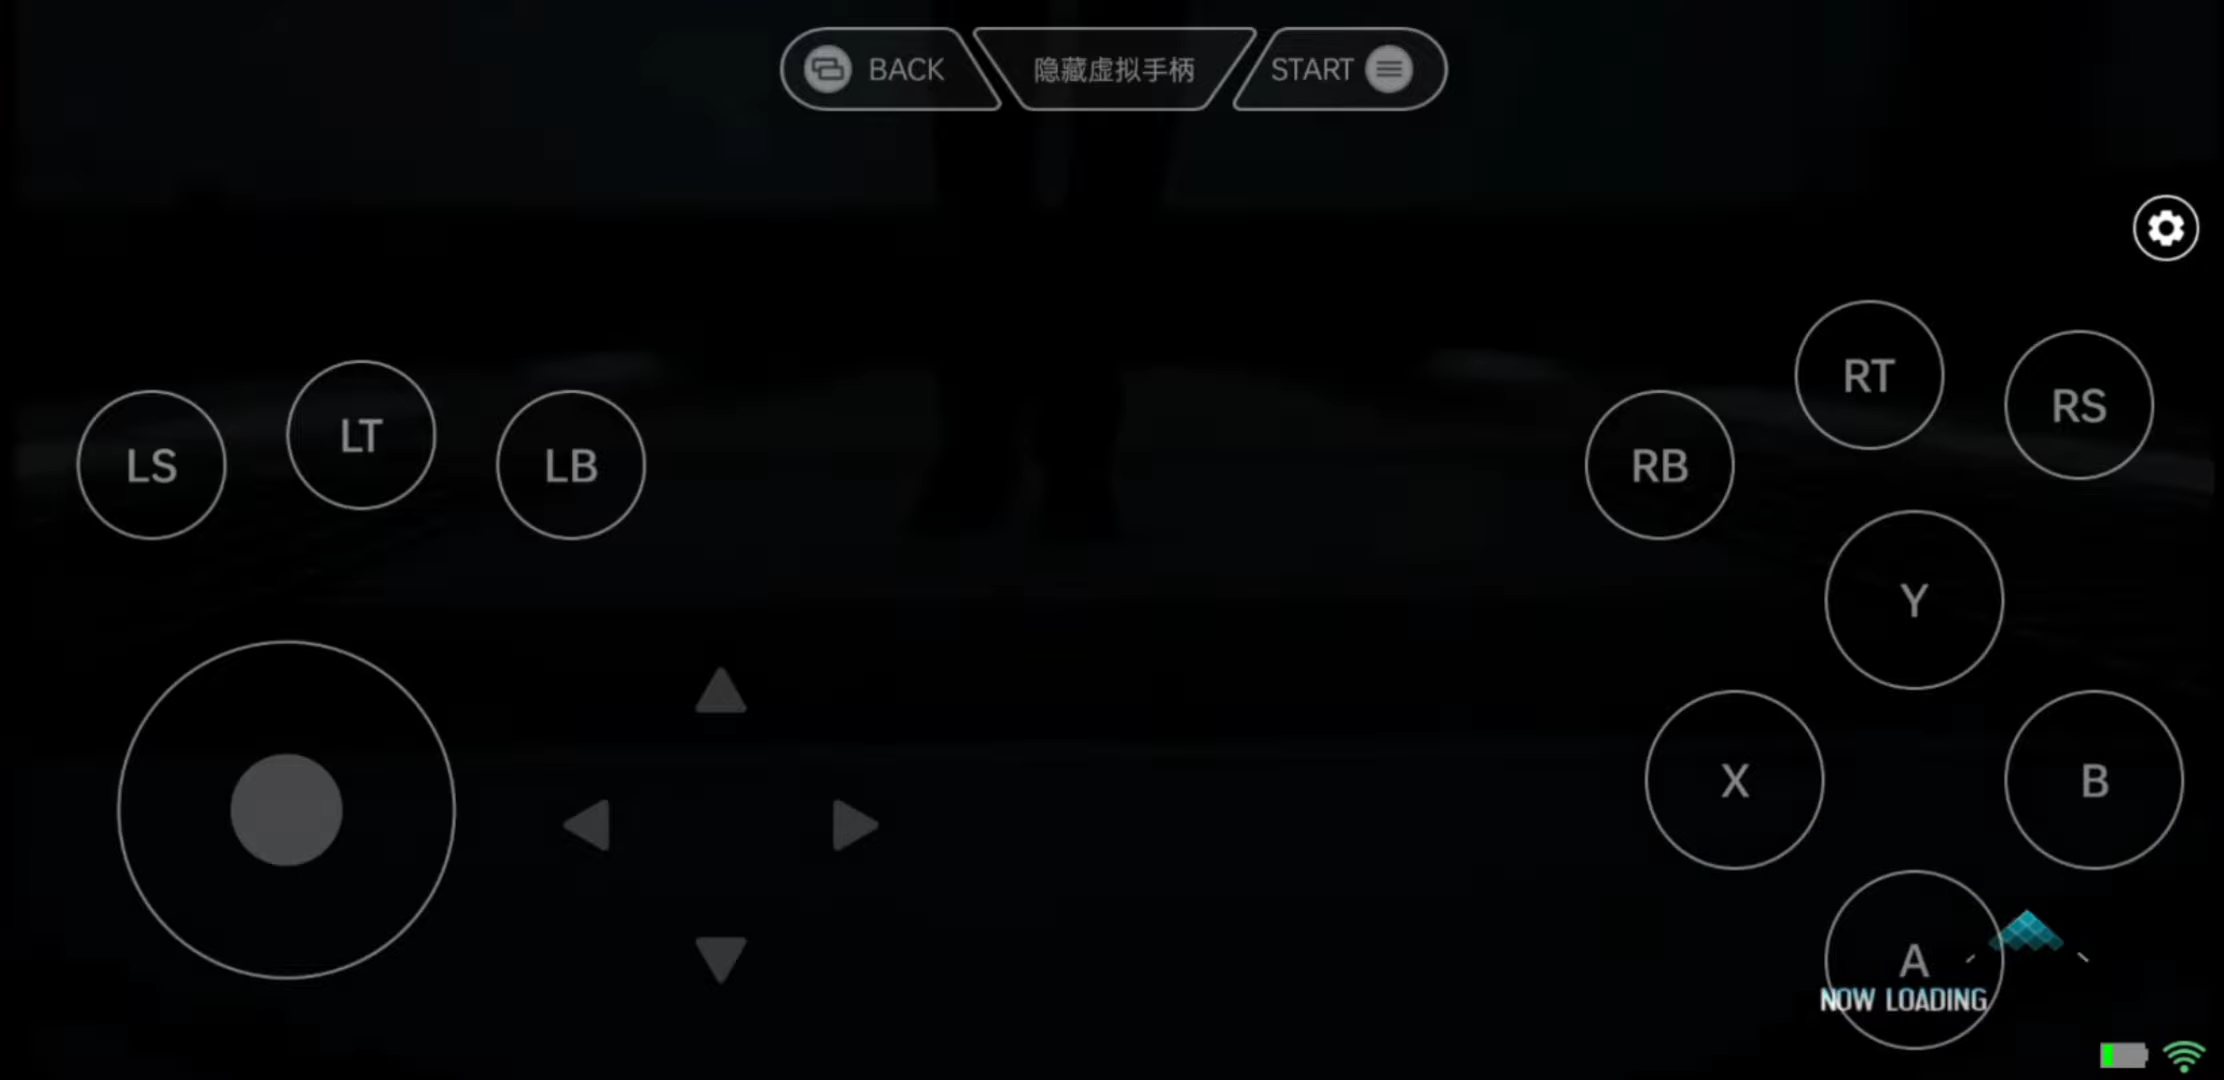 BACK
隐藏虚拟手柄
START
RT
RS
LT
LS
LB
RB
Y
X
B
A
NOW LOADING